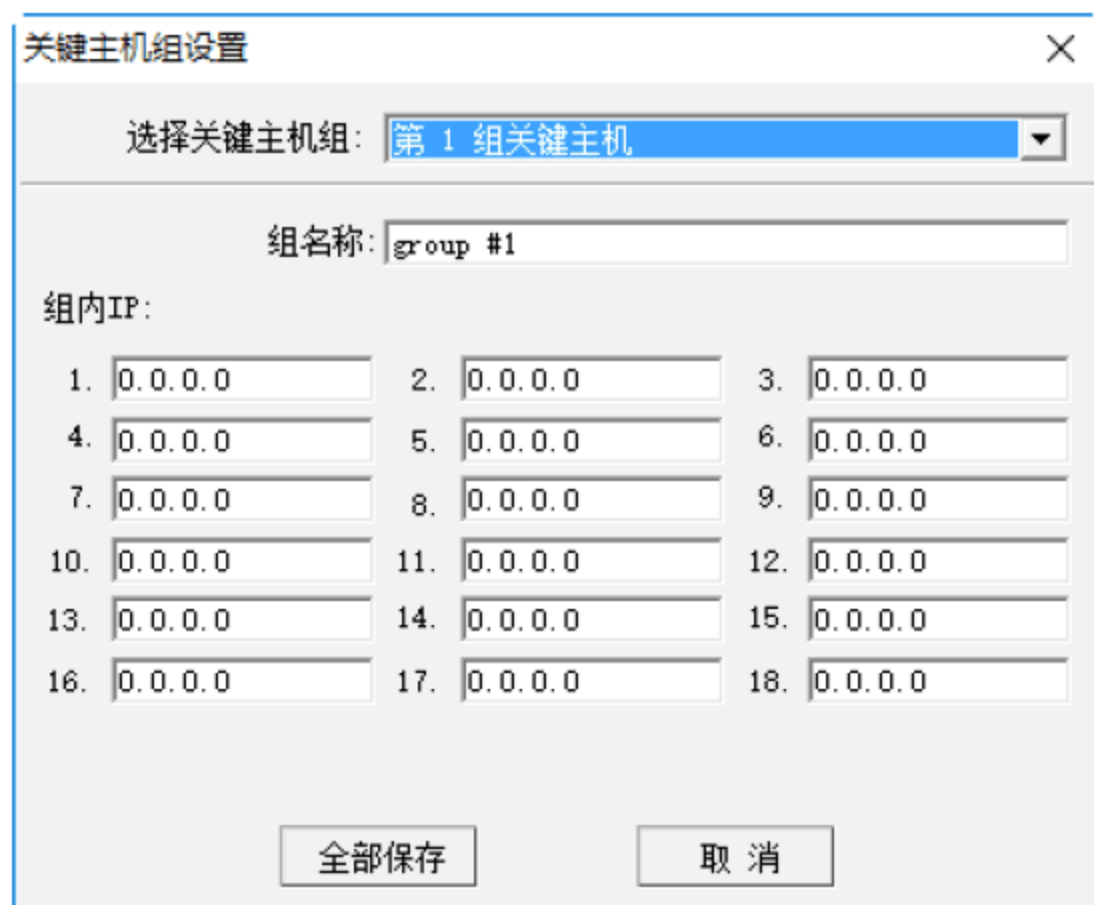 关键主机组设置
选择关键主机组: 第 1 组关键主机
组名称: group #1
组内IP:
1. 0.0.0.0 2. 0.0.0.0 3. 0.0.0.0
4. 0.0.0.0 5. 0.0.0.0 6. 0.0.0.0
7. 0.0.0.0 8. 0.0.0.0 9. 0.0.0.0
10. 0.0.0.0 11. 0.0.0.0 12. 0.0.0.0
13. 0.0.0.0 14. 0.0.0.0 15. 0.0.0.0
16. 0.0.0.0 17. 0.0.0.0 18. 0.0.0.0
全部保存 取 消